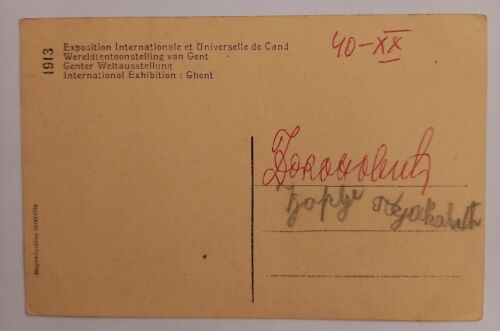 1913
Exposition Internationale et Universelle de Gand
Wereldtentoonstelling van Gent
Genter Weltausstellung
International Exhibition : Ghent
40-XX
Ђорђе
Reproduction interdite